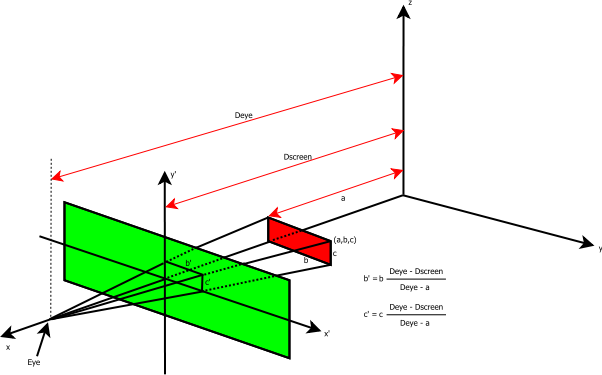 z
Deye
Dscreen
y'
a
(a,b,c)
c
b
y
b'
c'
b' = b Deye - Dscreen
Deye - a
c' = c Deye - Dscreen
Deye - a
x'
x
Eye